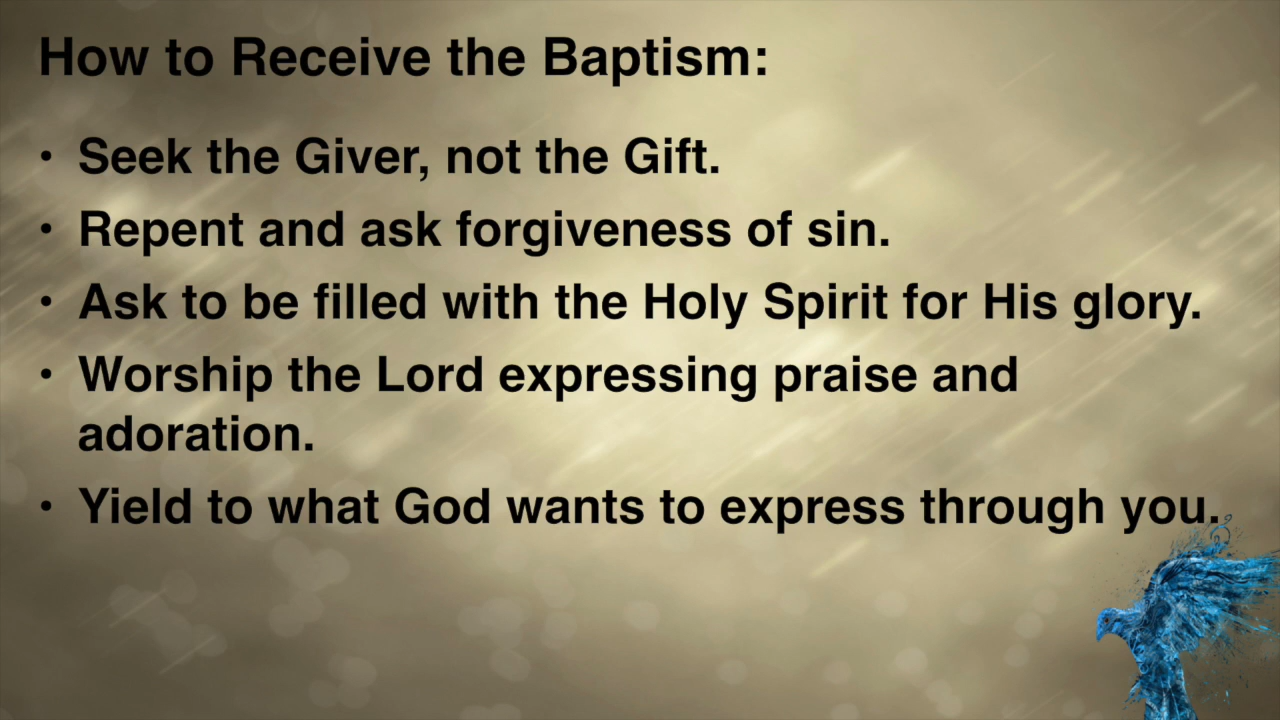 How to Receive the Baptism:
• Seek the Giver, not the Gift.
• Repent and ask forgiveness of sin.
• Ask to be filled with the Holy Spirit for His glory.
• Worship the Lord expressing praise and
adoration.
• Yield to what God wants to express through you.